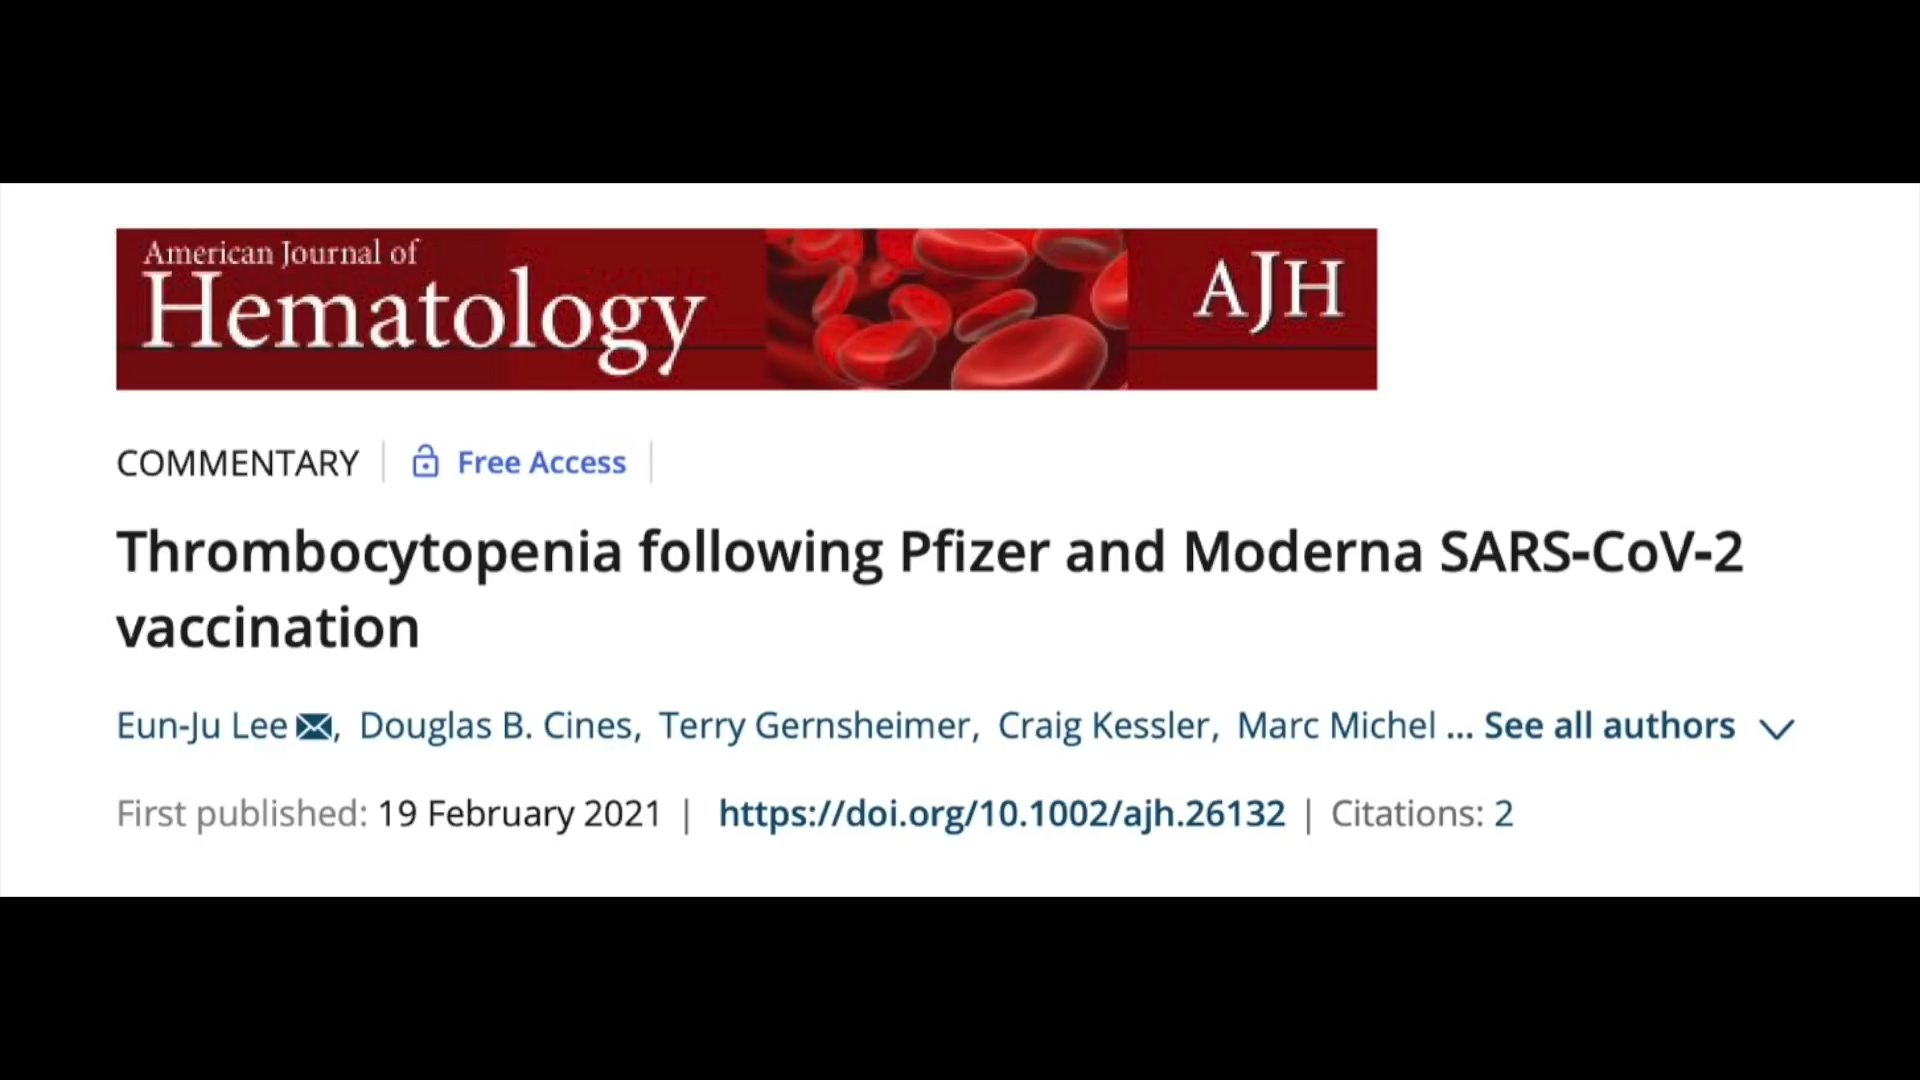 American Journal of
Hematology
AJH
COMMENTARY
Free Access
Thrombocytopenia following Pfizer and Moderna SARS-CoV-2
vaccination
Eun-Ju Lee, Douglas B. Cines, Terry Gernsheimer, Craig Kessler, Marc Michel ... See all authors
First published: 19 February 2021 | https://doi.org/10.1002/ajh.26132 | Citations: 2